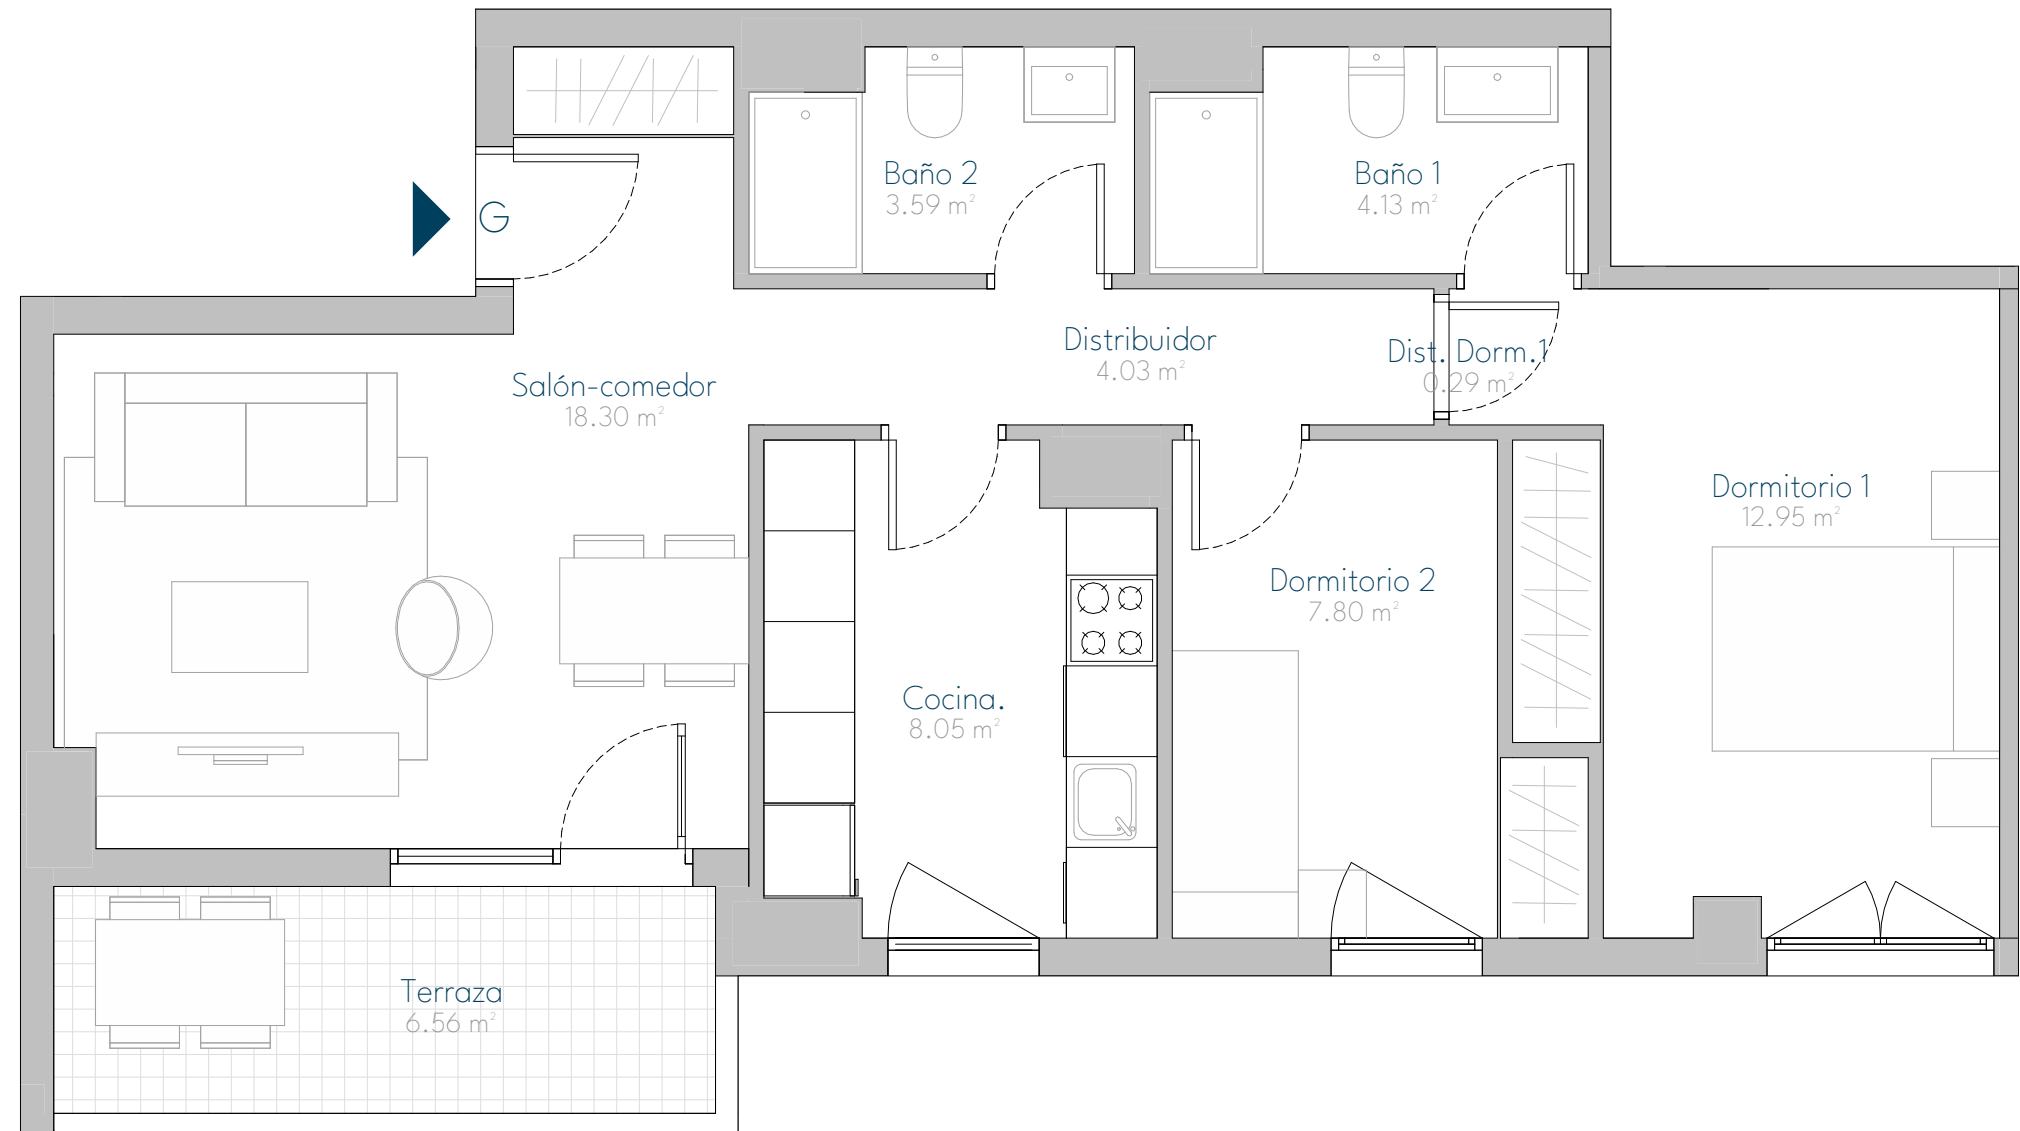 G
Baño 2
3.59 m²
Baño 1
4.13 m²
Distribuidor
4.03 m²
Dist. Dorm.1
0.29 m²
Salón-comedor
18.30 m²
Dormitorio 1
12.95 m²
Dormitorio 2
7.80 m²
Cocina.
8.05 m²
Terraza
6.56 m²